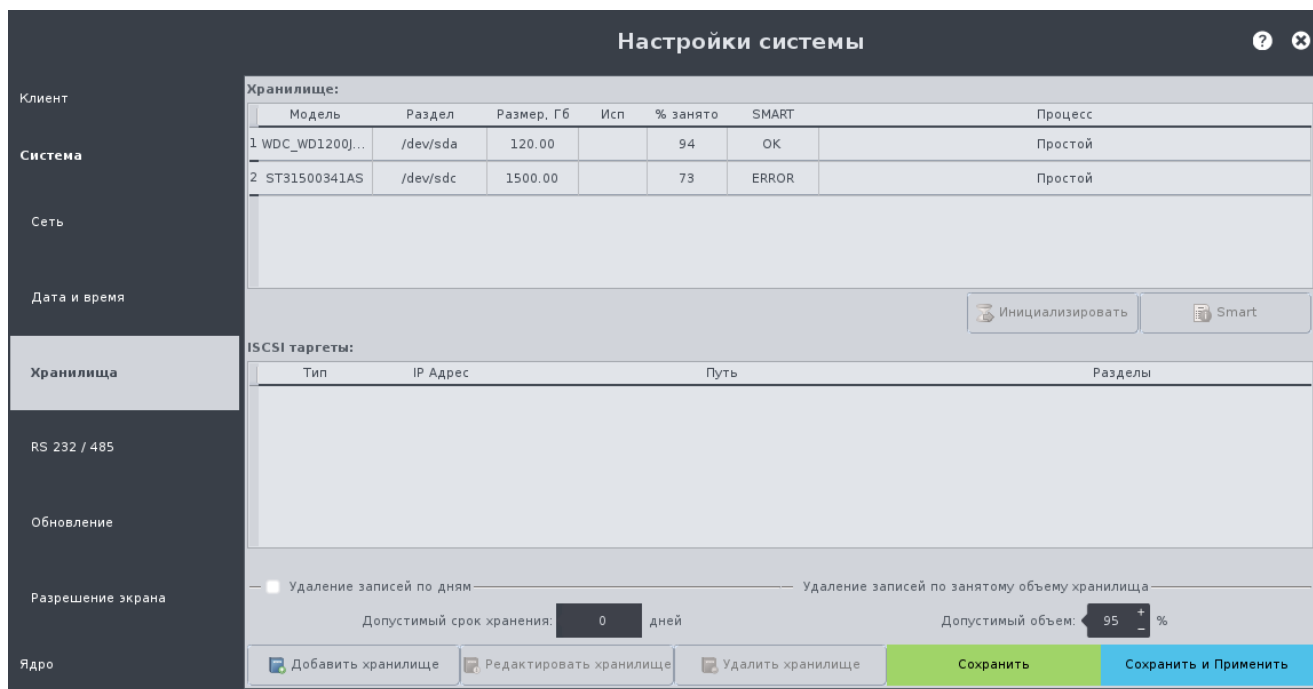 Настройки системы
Клиент
Система
Сеть
Дата и время
Хранилища
RS 232 / 485
Обновление
Разрешение экрана
Ядро
Хранилище:
Модель Раздел Размер, Гб Исп % занято SMART Процесс
1 WDC_WD1200J... /dev/sda 120.00 94 OK Простой
2 ST31500341AS /dev/sdc 1500.00 73 ERROR Простой
Инициализировать Smart
ISCSI таргеты:
Тип IP Адрес Путь Разделы
Удаление записей по дням Удаление записей по занятому объему хранилища
Допустимый срок хранения: 0 дней Допустимый объем: 95 + − %
Добавить хранилище Редактировать хранилище Удалить хранилище Сохранить Сохранить и Применить